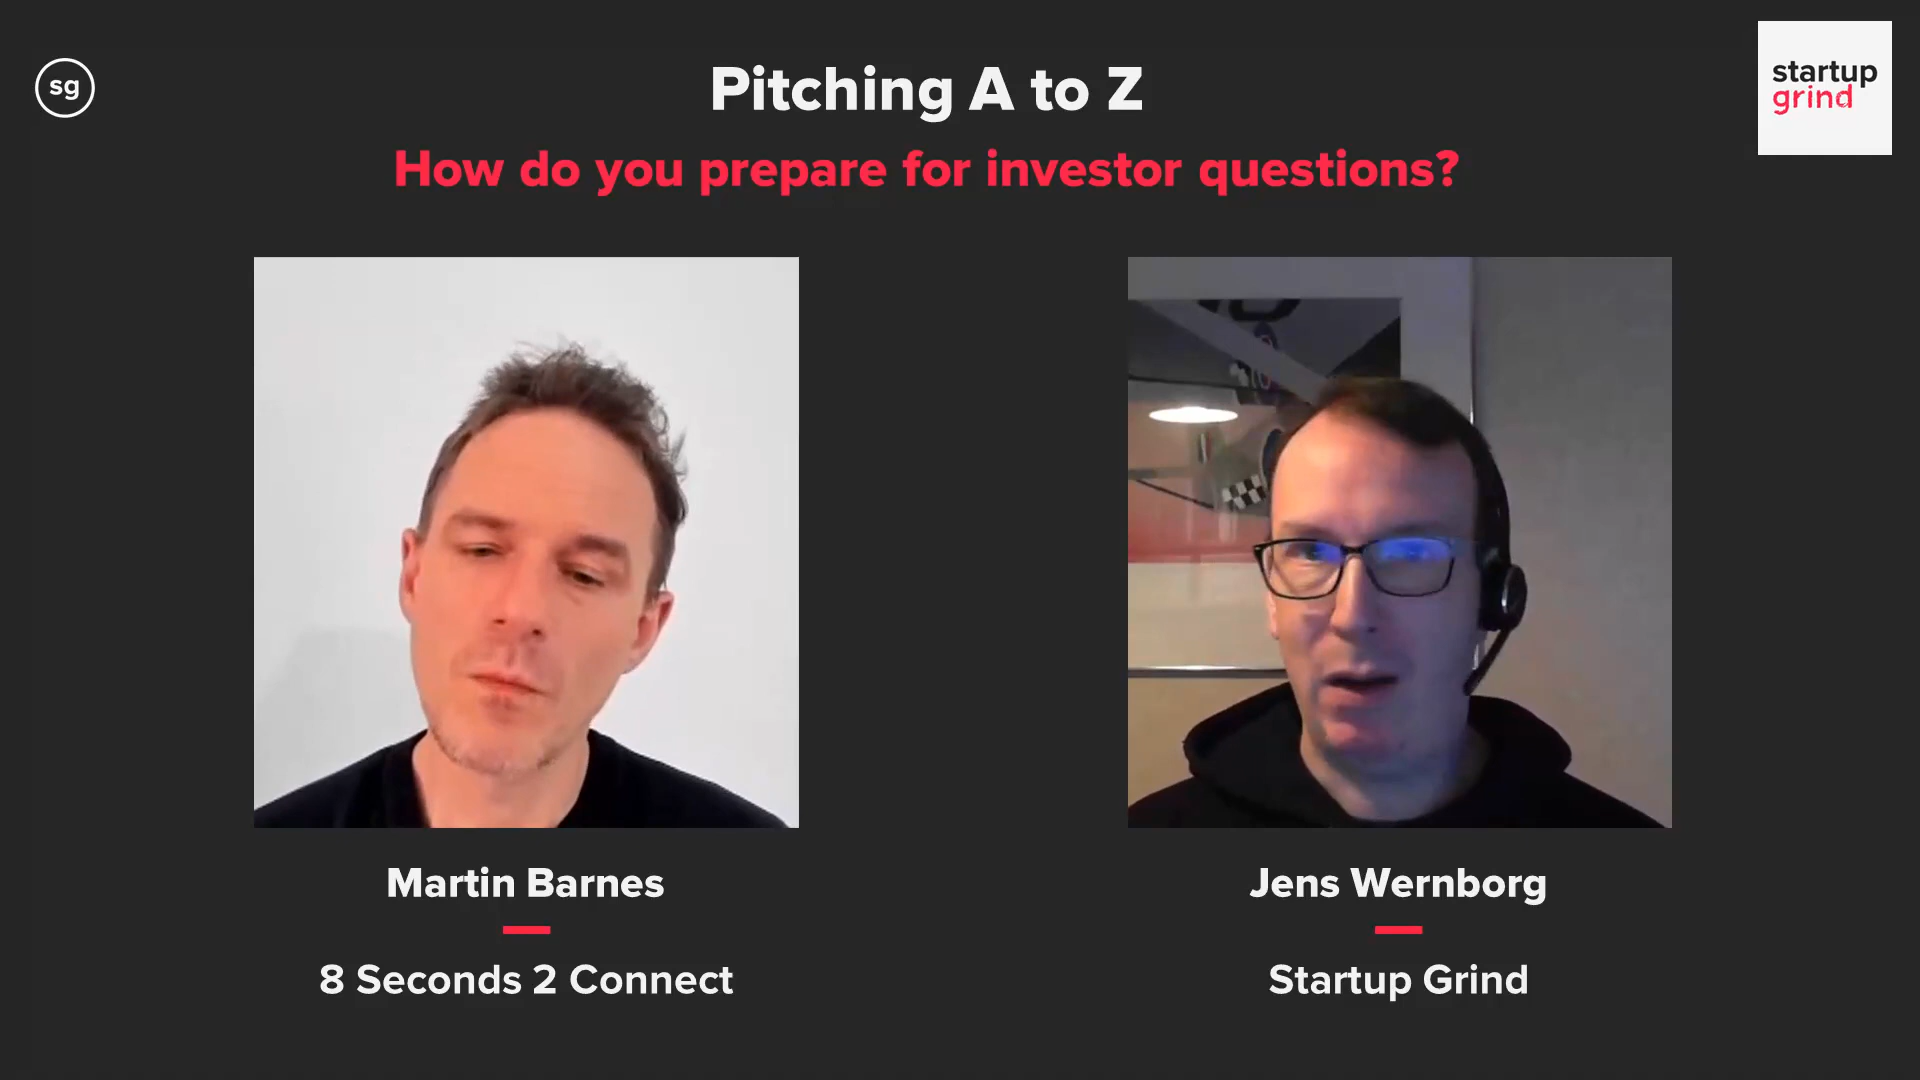 sg
Pitching A to Z
startup
grind
How do you prepare for investor questions?
Martin Barnes
Jens Wernborg
8 Seconds 2 Connect
Startup Grind